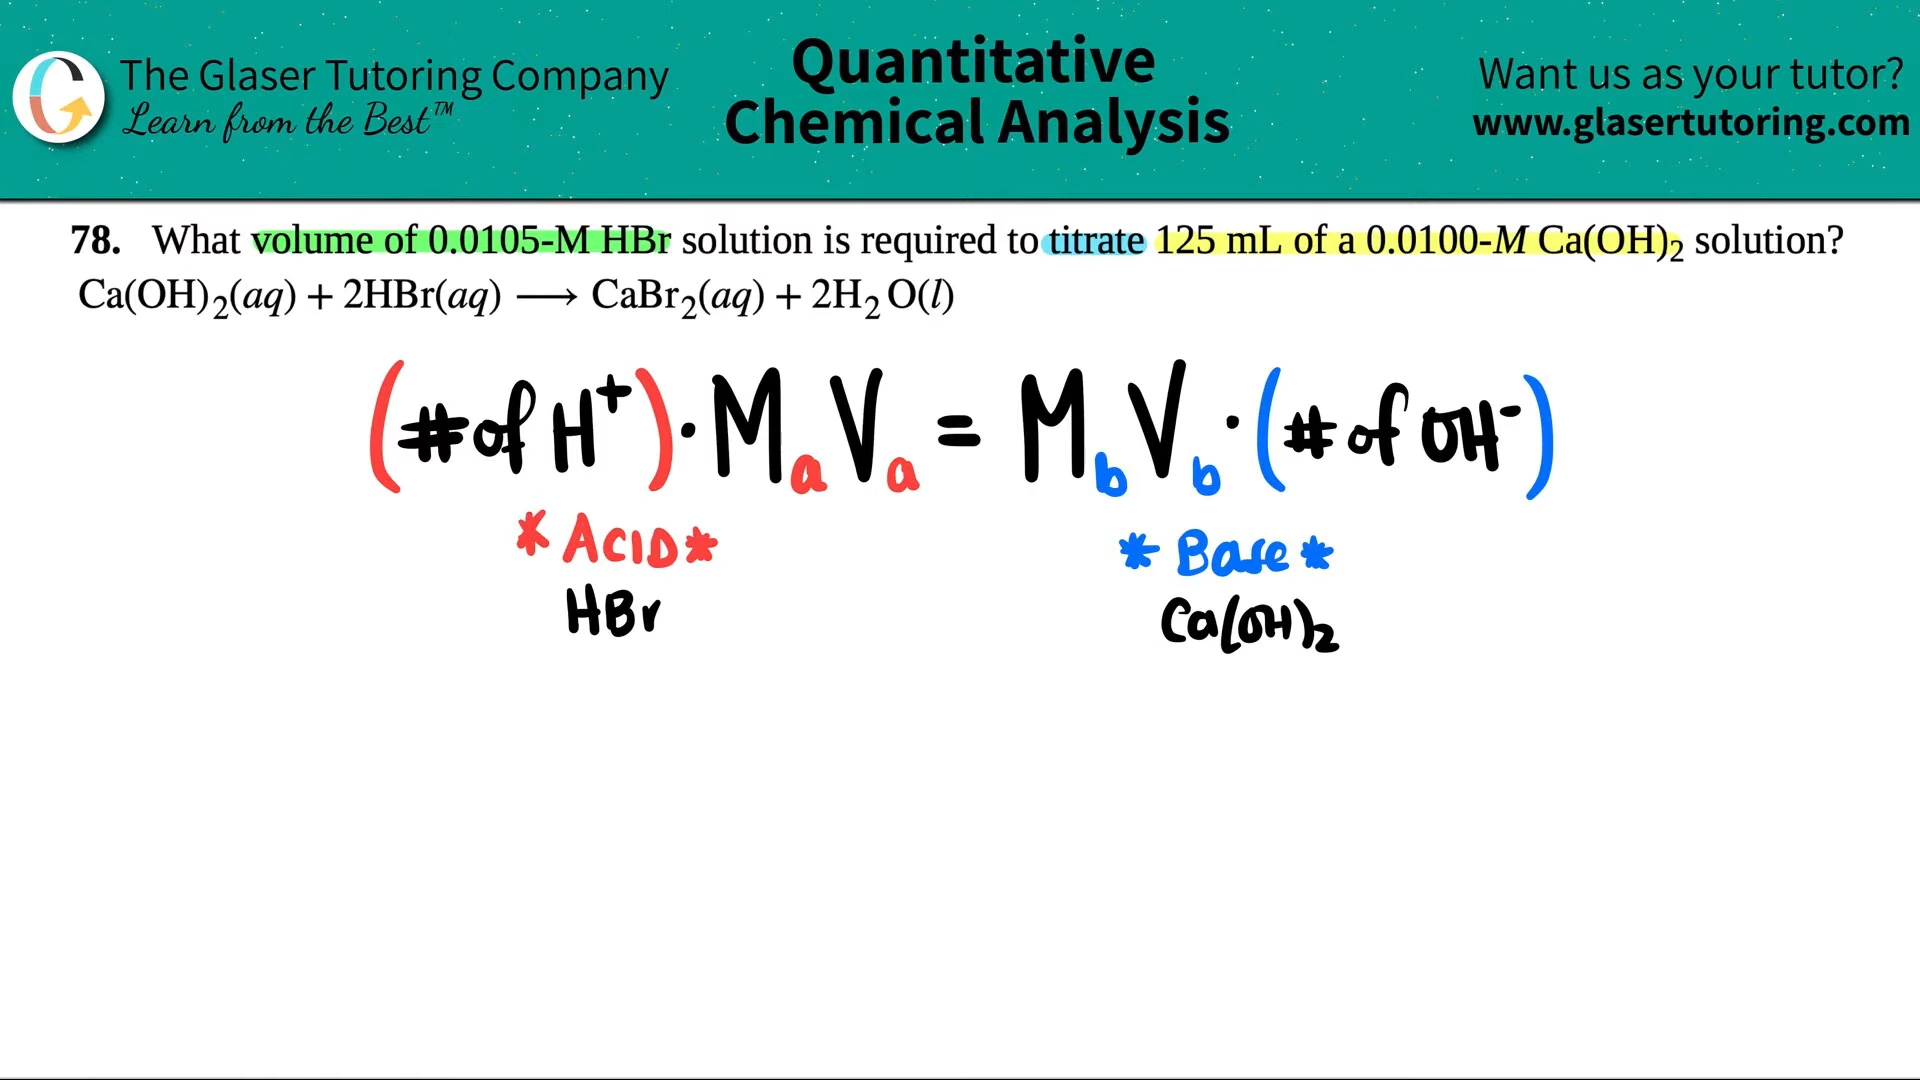 The Glaser Tutoring Company
Learn from the Best™
Quantitative
Chemical Analysis
Want us as your tutor?
www.glasertutoring.com
78. What volume of 0.0105-M HBr solution is required to titrate 125 mL of a 0.0100-M Ca(OH)₂ solution?
Ca(OH)₂(aq) + 2HBr(aq) ⟶ CaBr₂(aq) + 2H₂O(l)
(# of H⁺) · MₐVₐ = M_bV_b · (# of OH⁻)
* ACID *
* Base *
HBr
Ca(OH)₂